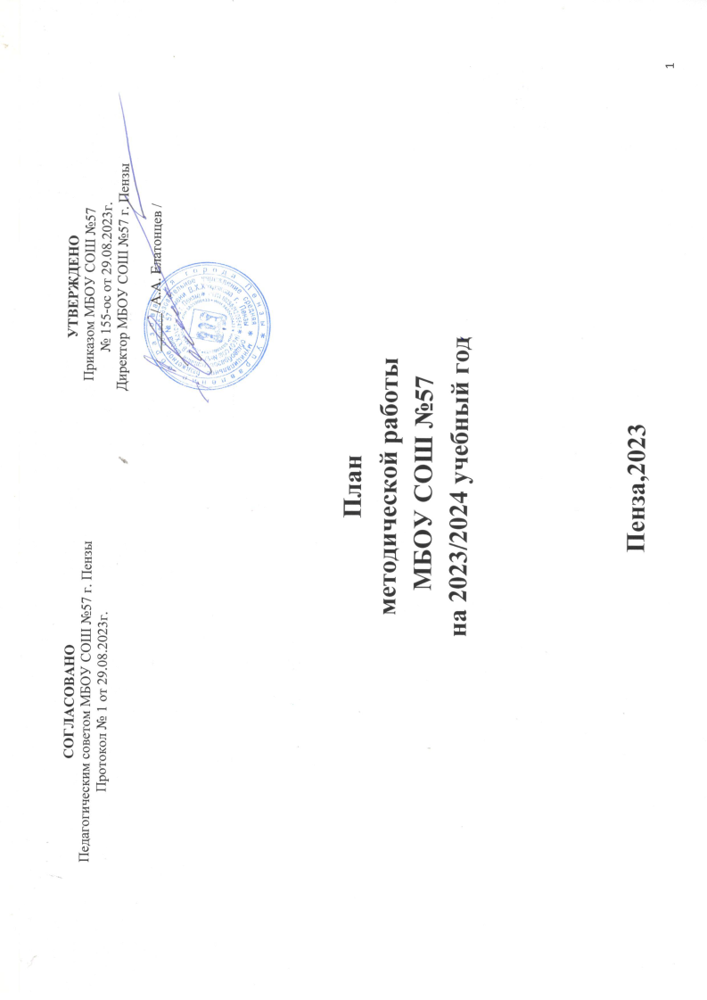 СОГЛАСОВАНО
Педагогическим советом МБОУ СОШ №57 г. Пензы
Протокол № 1 от 29.08.2023г.
УТВЕРЖДЕНО
Приказом МБОУ СОШ №57
№ 155-ос от 29.08.2023г.
Директор МБОУ СОШ №57 г. Пензы
/ А.А. Платонцев /
План
методической работы
МБОУ СОШ №57
на 2023/2024 учебный год
Пенза,2023
1